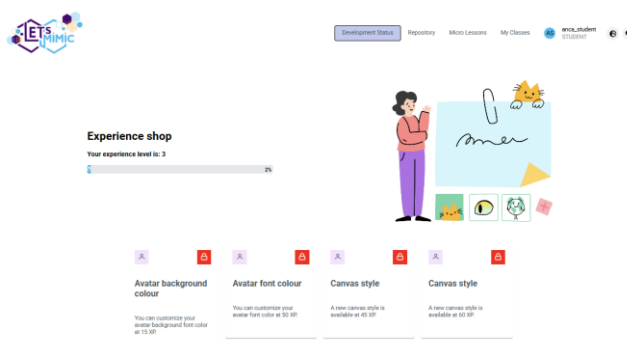 LETS
MIMIC
Development Status
Repository
Micro Lessons
My Classes
AS
anca_student
STUDENT
Experience shop
Your experience level is: 3
2%
Avatar background
colour
You can customize your
avatar background font color
at 15 XP.
Avatar font colour
You can customize your
avatar font color at 50 XP.
Canvas style
A new canvas style is
available at 45 XP.
Canvas style
A new canvas style is
available at 60 XP.